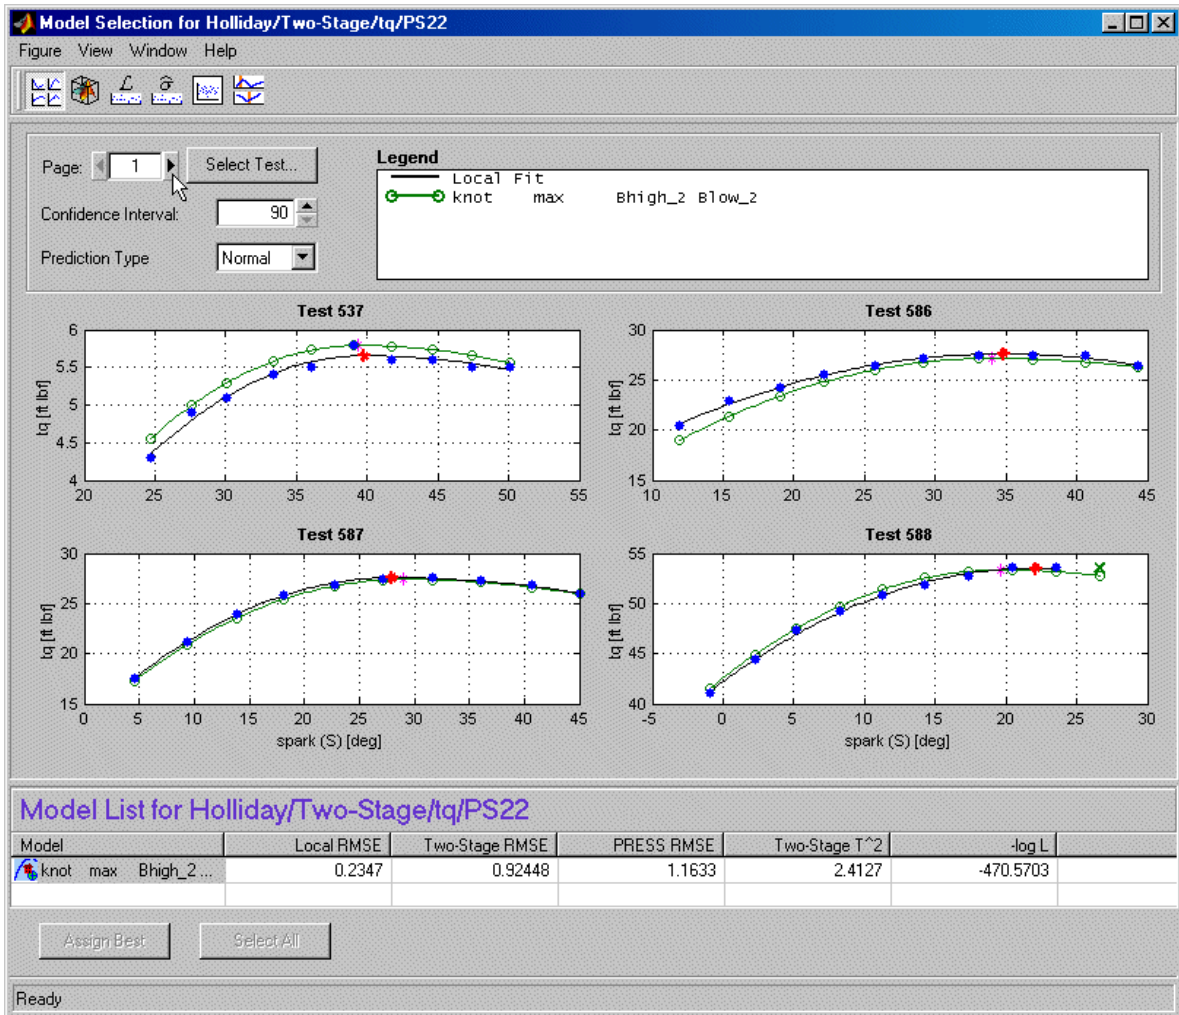 Model Selection for Holliday/Two-Stage/tq/PS22
Figure View Window Help
Page: 1 Select Test...
Confidence Interval: 90
Prediction Type Normal
Legend
Local Fit
knot max Bhigh_2 Blow_2
Test 537
tq [ft lbf]
6
5.5
5
4.5
4
20 25 30 35 40 45 50 55
Test 586
tq [ft lbf]
30
25
20
15
10 15 20 25 30 35 40 45
Test 587
tq [ft lbf]
30
25
20
15
0 5 10 15 20 25 30 35 40 45
spark (S) [deg]
Test 588
tq [ft lbf]
55
50
45
40
-5 0 5 10 15 20 25 30
spark (S) [deg]
Model List for Holliday/Two-Stage/tq/PS22
Model Local RMSE Two-Stage RMSE PRESS RMSE Two-Stage T^2 -log L
knot max Bhigh_2 ... 0.2347 0.92448 1.1633 2.4127 -470.5703
Assign Best Select All
Ready